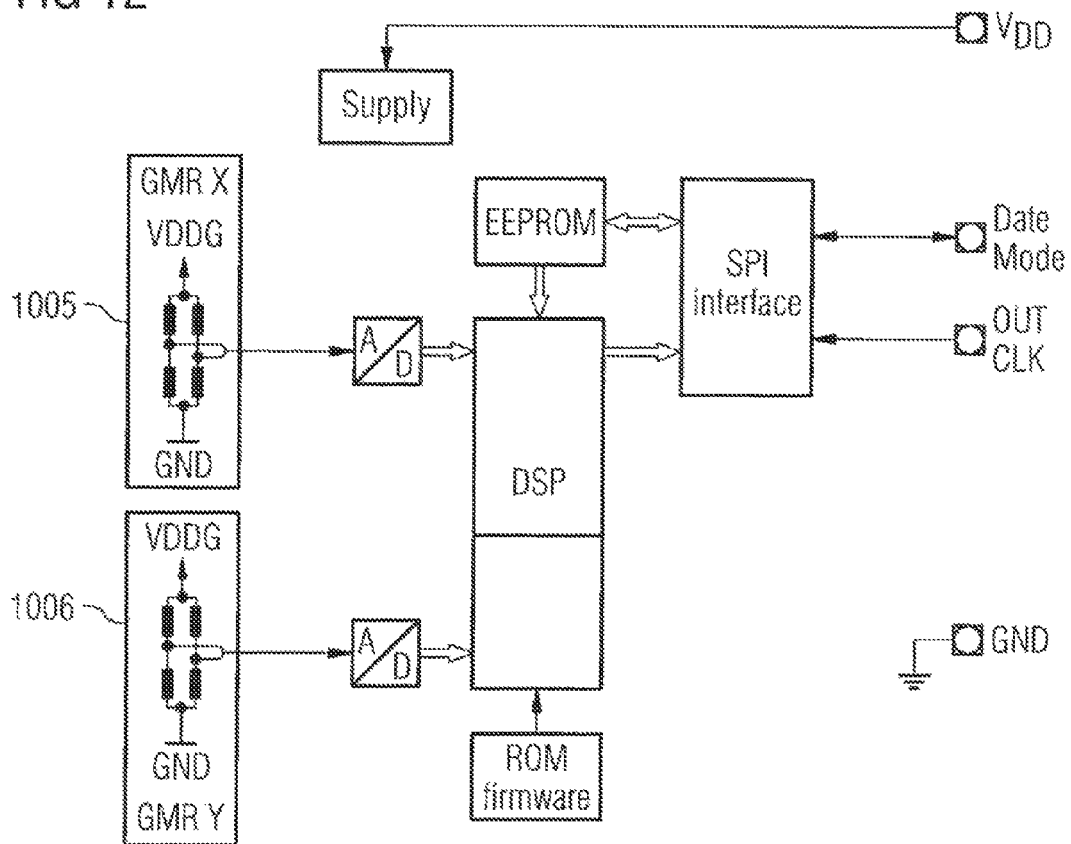 FIG 12
VDD
Supply
GMR X
VDDG
GND
1005
A
D
EEPROM
SPI
interface
Date
Mode
OUT
CLK
DSP
VDDG
GND
GMR Y
1006
A
D
GND
ROM
firmware